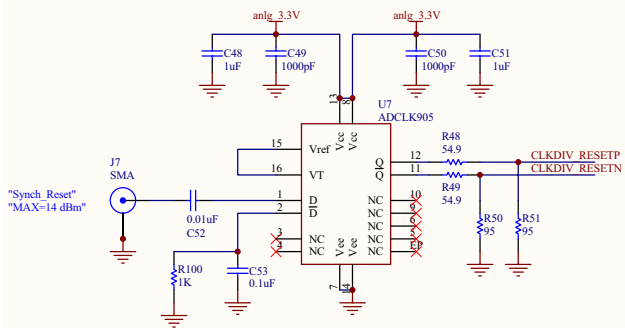 anlg_3.3V
anlg_3.3V
C48
1uF
C49
1000pF
C50
1000pF
C51
1uF
13
8
U7
ADCLK905
Vcc
Vcc
15
Vref
16
VT
J7
SMA
"Synch_Reset"
"MAX=14 dBm"
0.01uF
C52
1
D
2
D
3
NC
4
NC
Q
12
Q
11
NC
10
NC
9
NC
6
NC
5
NC
EP
R48
54.9
R49
54.9
CLKDIV_RESETP
CLKDIV_RESETN
R50
95
R51
95
R100
1K
C53
0.1uF
Vee
Vee
7
14